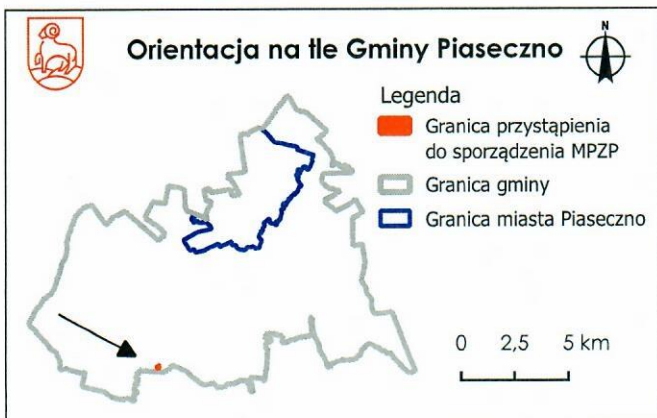 Orientacja na tle Gminy Piaseczno
N
Legenda
Granica przystąpienia
do sporządzenia MPZP
Granica gminy
Granica miasta Piaseczno
0 2,5 5 km